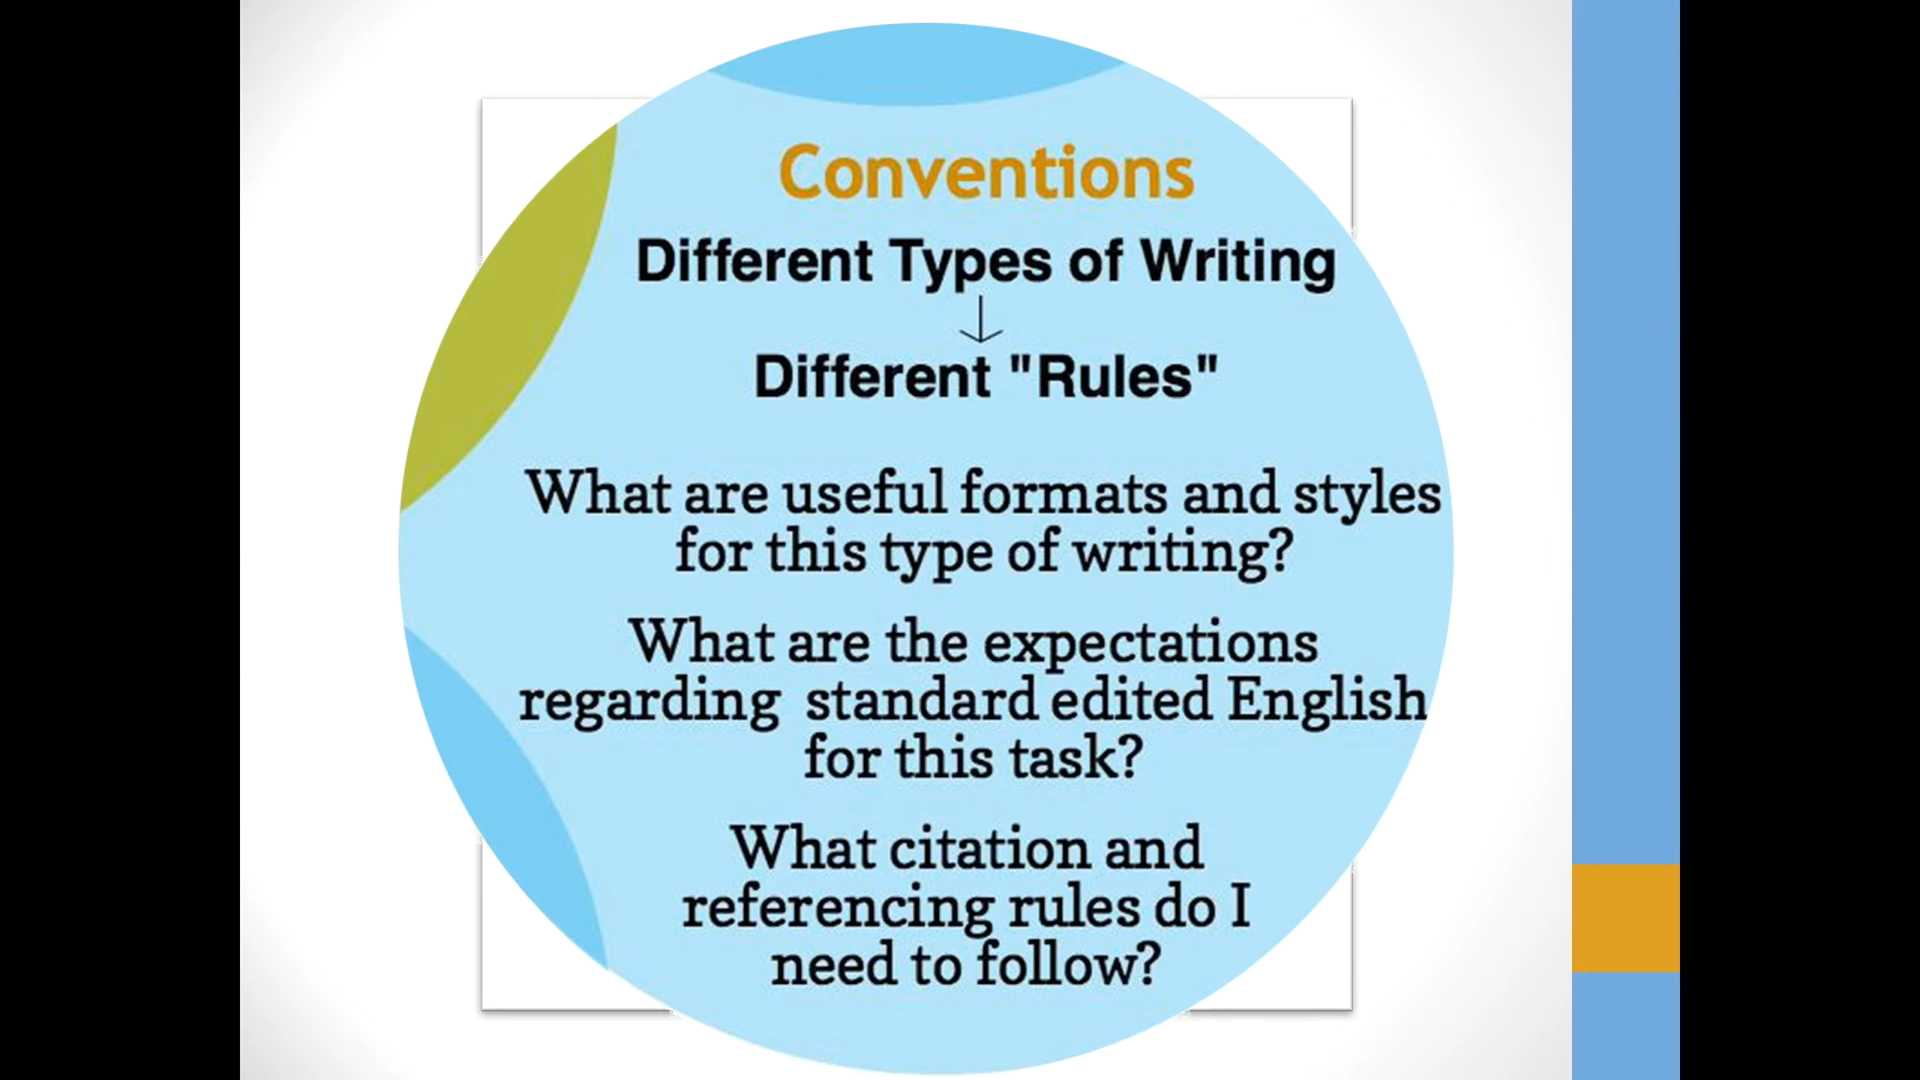 Conventions
Different Types of Writing
Different "Rules"
What are useful formats and styles
for this type of writing?
What are the expectations
regarding standard edited English
for this task?
What citation and
referencing rules do I
need to follow?